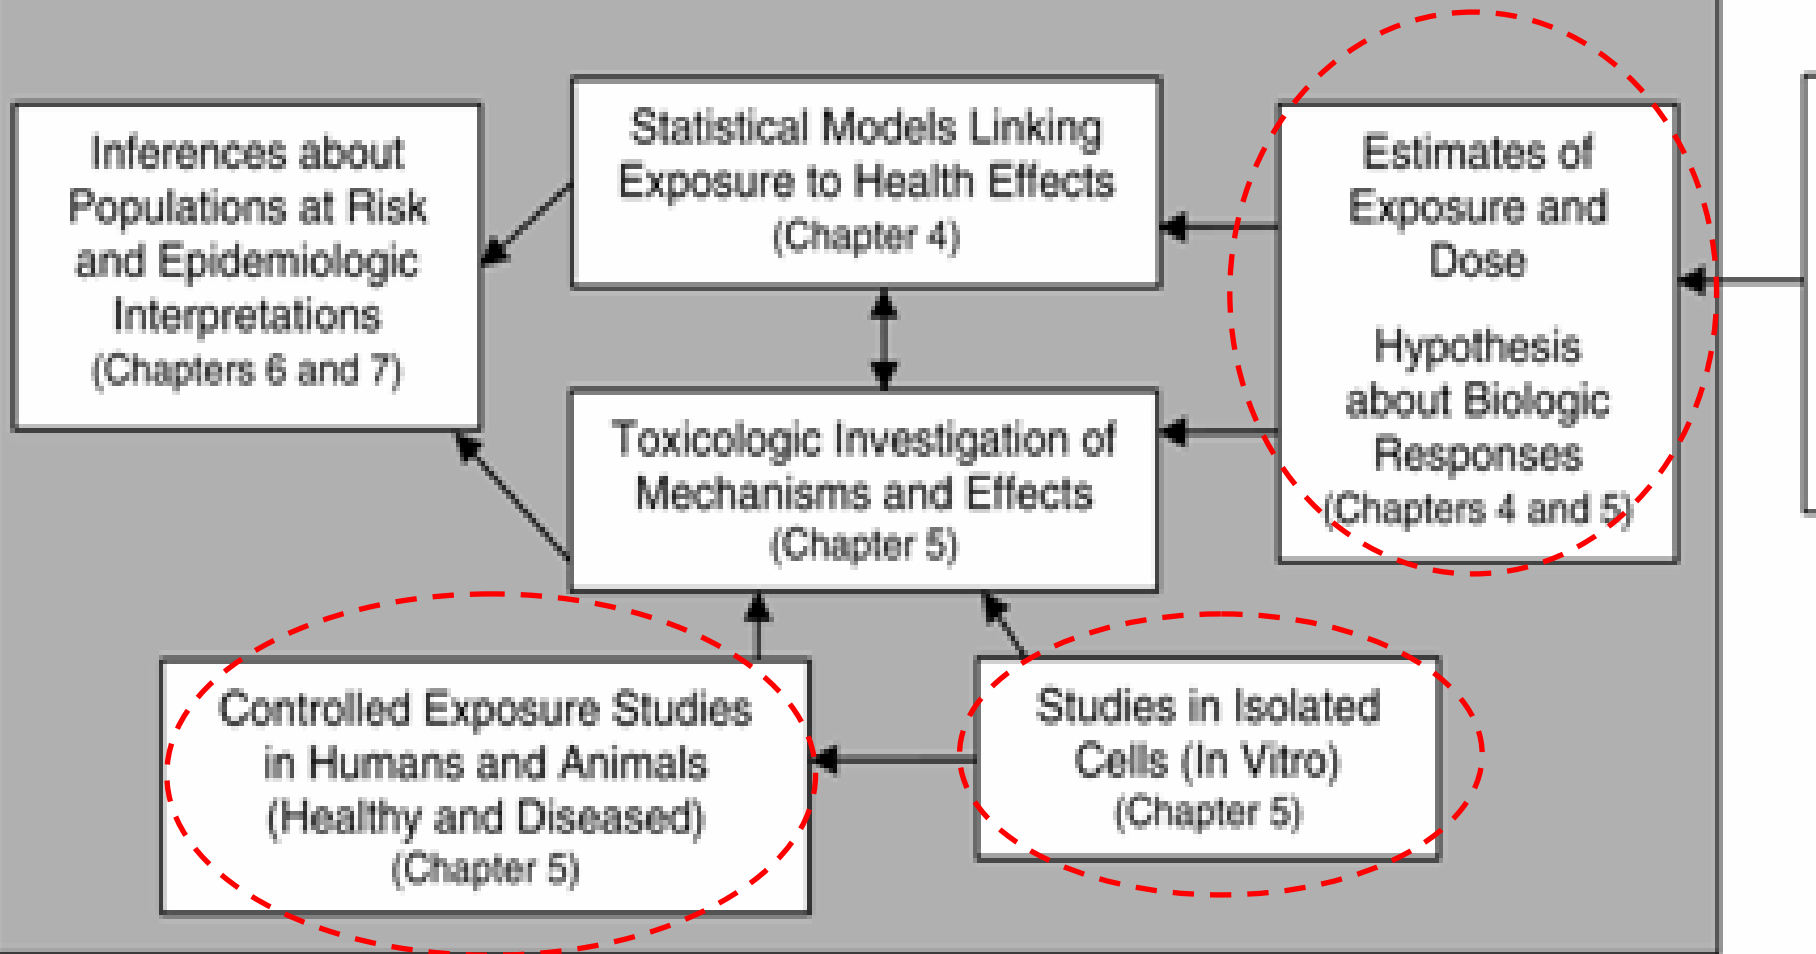 Inferences about
Populations at Risk
and Epidemiologic
Interpretations
(Chapters 6 and 7)
Statistical Models Linking
Exposure to Health Effects
(Chapter 4)
Estimates of
Exposure and
Dose
Hypothesis
about Biologic
Responses
(Chapters 4 and 5)
Toxicologic Investigation of
Mechanisms and Effects
(Chapter 5)
Controlled Exposure Studies
in Humans and Animals
(Healthy and Diseased)
(Chapter 5)
Studies in Isolated
Cells (In Vitro)
(Chapter 5)